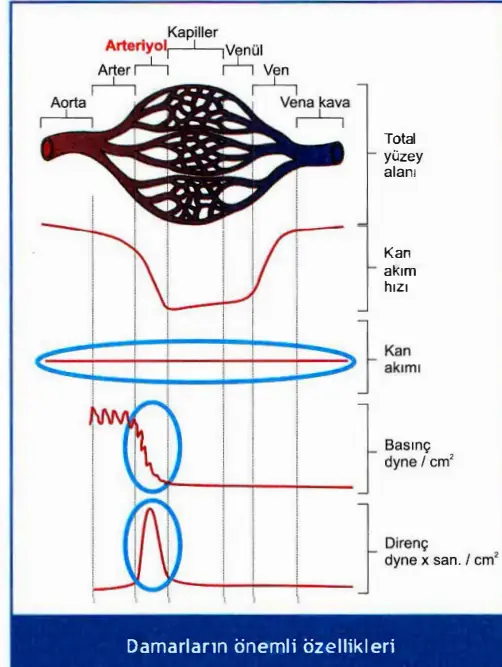 Kapiller
Arteriyol
Venül
Arter
Ven
Aorta
Vena kava
Total
yüzey
alanı
Kan
akım
hızı
Kan
akımı
Basınç
dyne / cm²
Direnç
dyne x san. / cm²
Damarların önemli özellikleri